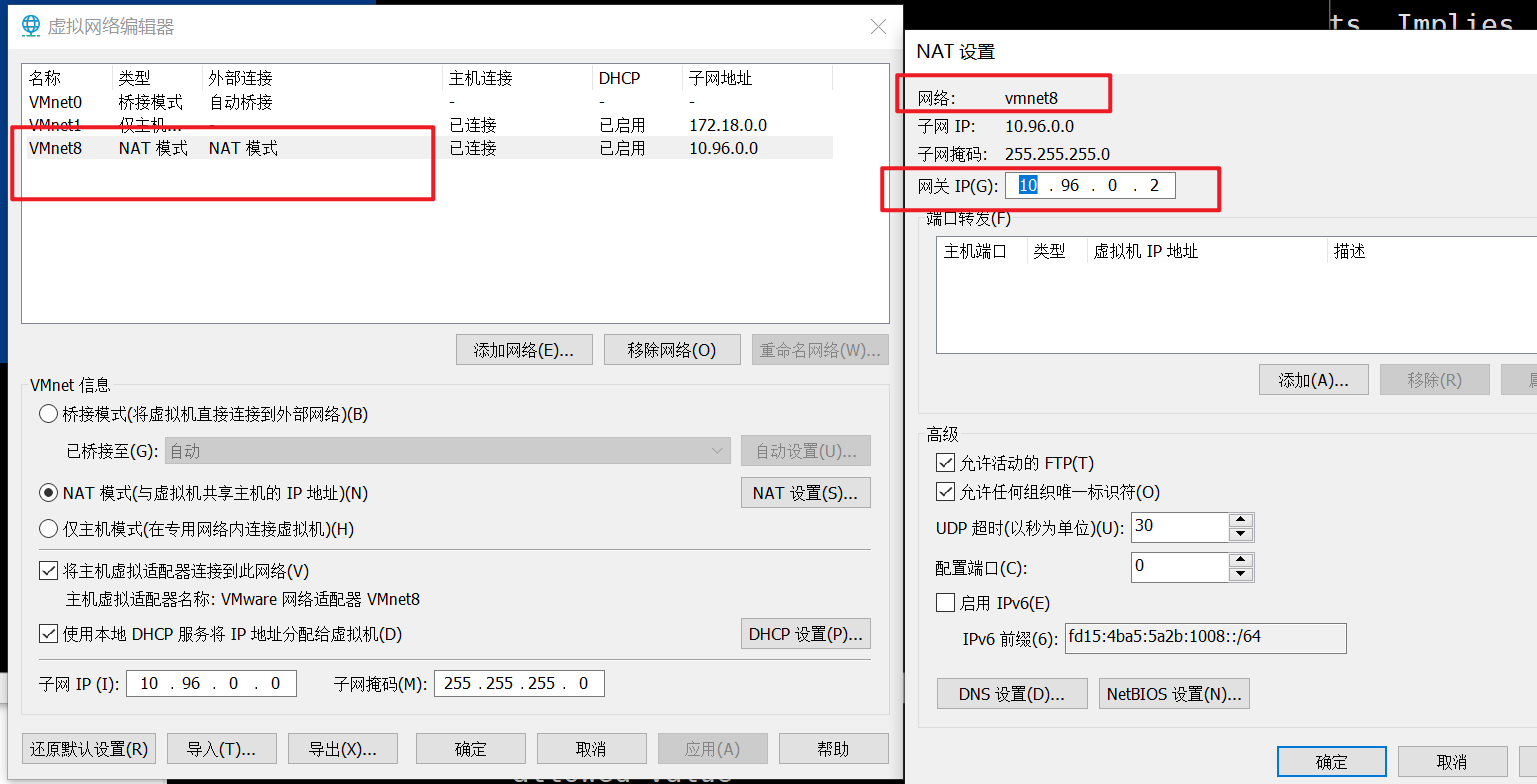 ts Implies
虚拟网络编辑器
名称 类型 外部连接 主机连接 DHCP 子网地址
VMnet0 桥接模式 自动桥接 - - -
VMnet1 仅主机... - 已连接 已启用 172.18.0.0
VMnet8 NAT 模式 NAT 模式 已连接 已启用 10.96.0.0
添加网络(E)... 移除网络(O) 重命名网络(W)...
VMnet 信息
桥接模式(将虚拟机直接连接到外部网络)(B)
已桥接至(G): 自动 自动设置(U)...
NAT 模式(与虚拟机共享主机的 IP 地址)(N) NAT 设置(S)...
仅主机模式(在专用网络内连接虚拟机)(H)
将主机虚拟适配器连接到此网络(V)
主机虚拟适配器名称: VMware 网络适配器 VMnet8
使用本地 DHCP 服务将 IP 地址分配给虚拟机(D) DHCP 设置(P)...
子网 IP (I): 10 . 96 . 0 . 0 子网掩码(M): 255 . 255 . 255 . 0
还原默认设置(R) 导入(T)... 导出(X)... 确定 取消 应用(A) 帮助
NAT 设置
网络: vmnet8
子网 IP: 10.96.0.0
子网掩码: 255.255.255.0
网关 IP(G): 10 . 96 . 0 . 2
端口转发(F)
主机端口 类型 虚拟机 IP 地址 描述
添加(A)... 移除(R)
高级
允许活动的 FTP(T)
允许任何组织唯一标识符(O)
UDP 超时(以秒为单位)(U): 30
配置端口(C): 0
启用 IPv6(E)
IPv6 前缀(6): fd15:4ba5:5a2b:1008::/64
DNS 设置(D)... NetBIOS 设置(N)...
确定 取消